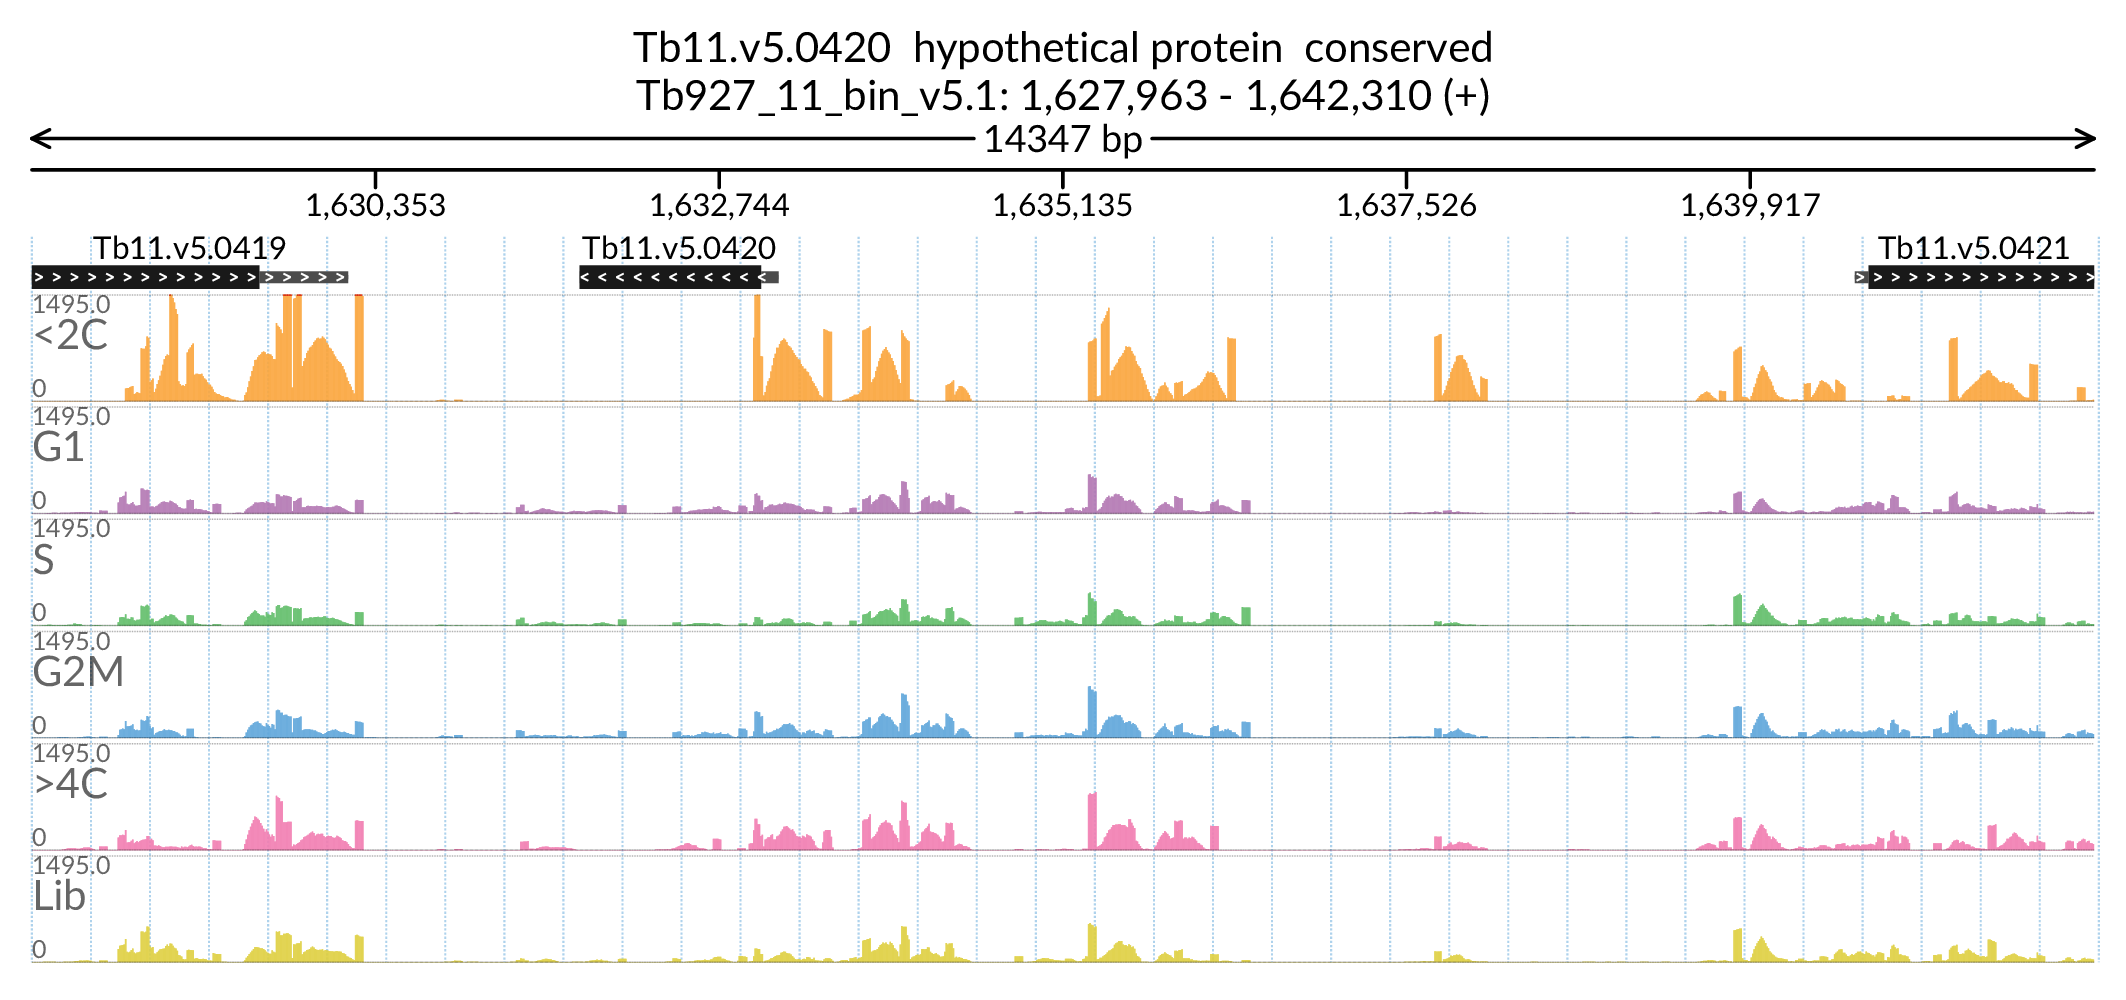 Tb11.v5.0420  hypothetical protein  conserved
Tb927_11_bin_v5.1: 1,627,963 - 1,642,310 (+)
14347 bp
1,630,353 1,632,744 1,635,135 1,637,526 1,639,917
Tb11.v5.0419 Tb11.v5.0420 Tb11.v5.0421
1495.0
<2C
0
1495.0
G1
0
1495.0
S
0
1495.0
G2M
0
1495.0
>4C
0
1495.0
Lib
0